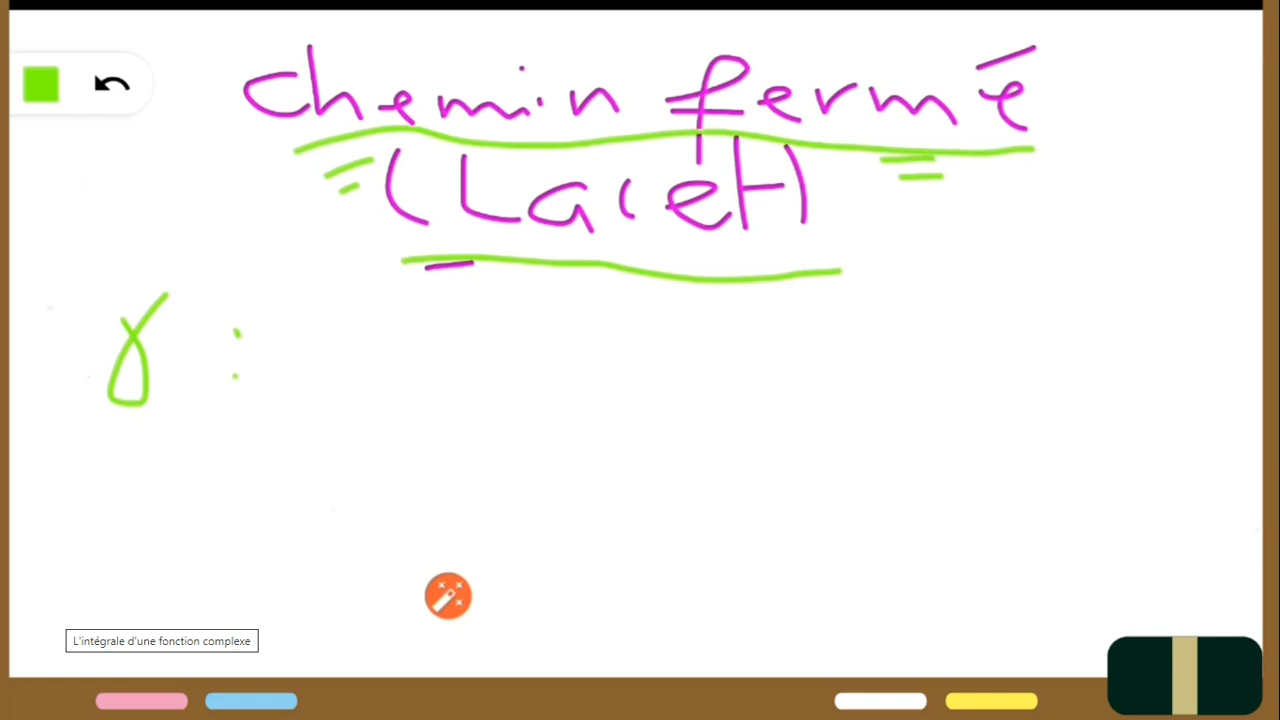 Chemin fermé
(Lacet)
γ :
L'intégrale d'une fonction complexe